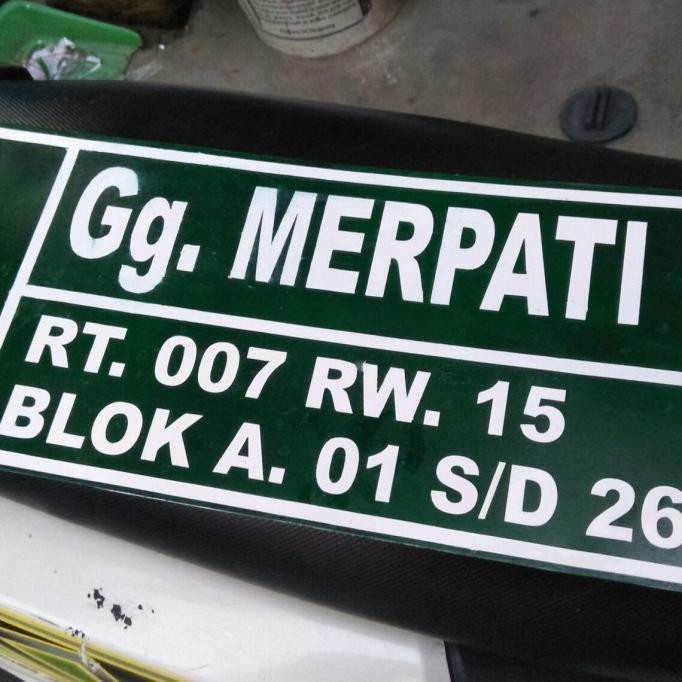 Gg. MERPATI
RT. 007 RW. 15
BLOK A. 01 S/D 26